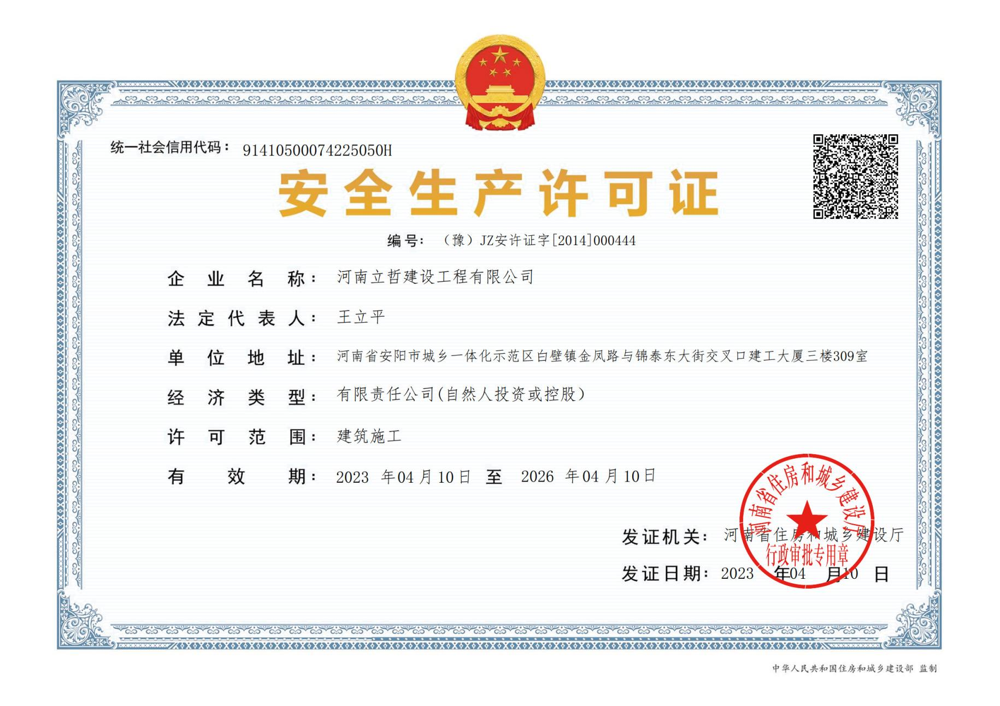 统一社会信用代码： 91410500074225050H
安全生产许可证
编号： （豫）JZ安许证字[2014]000444
企业名称： 河南立哲建设工程有限公司
法定代表人： 王立平
单位地址： 河南省安阳市城乡一体化示范区白壁镇金凤路与锦泰东大街交叉口建工大厦三楼309室
经济类型： 有限责任公司(自然人投资或控股）
许可范围： 建筑施工
有效期： 2023 年04月10日 至 2026 年04月10日
河南省住房和城乡建设厅
发证机关： 河南省住房和城乡建设厅
行政审批专用章
发证日期： 2023 年04 月10 日
中华人民共和国住房和城乡建设部 监制